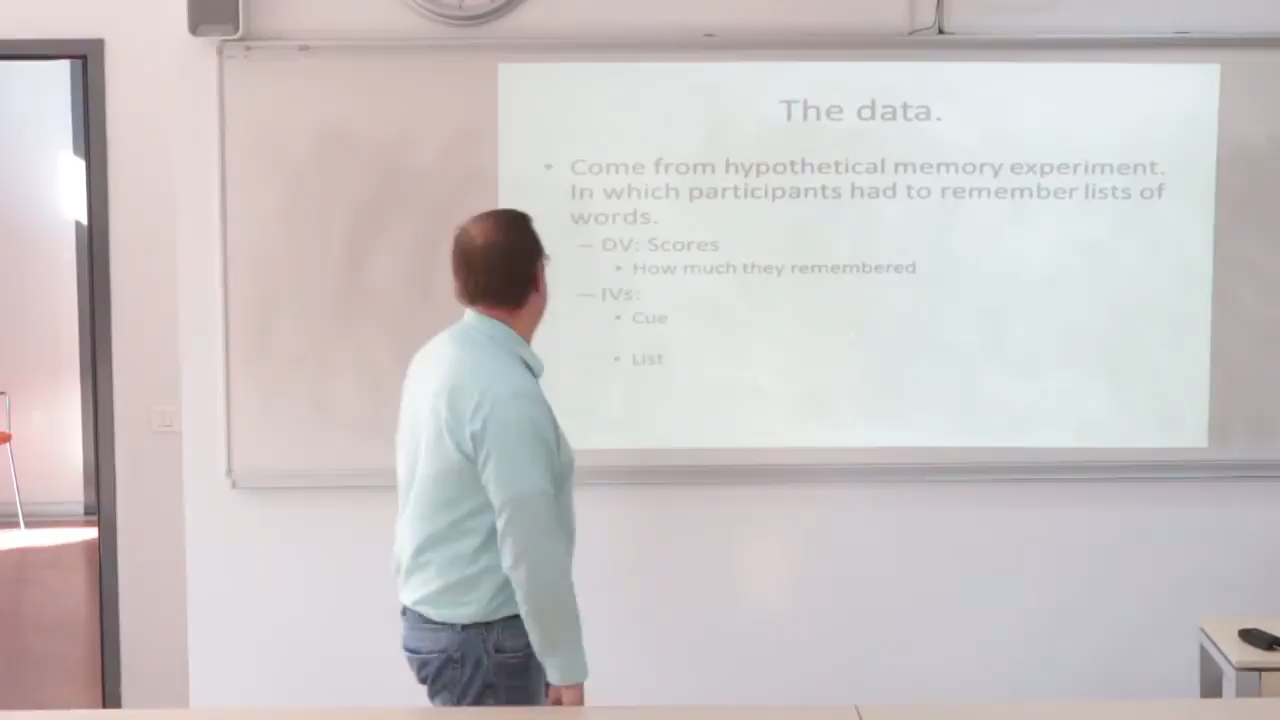 The data.
• Come from hypothetical memory experiment.
In which participants had to remember lists of
words.
– DV: Scores
• How much they remembered
– IVs:
• Cue
• List